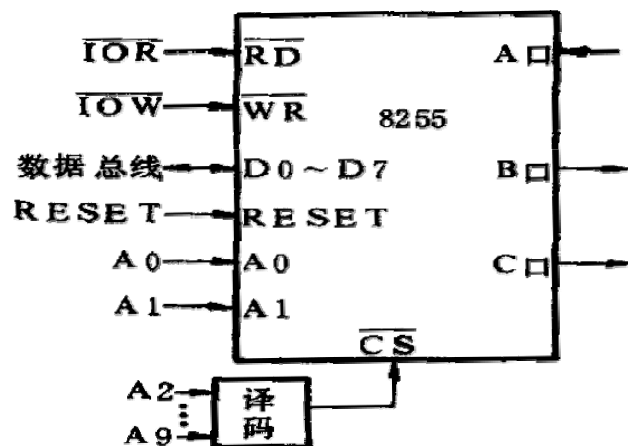 IOR RD A口
IOW WR 8255
数据总线 D0～D7 B口
RESET RESET
A0 A0 C口
A1 A1
CS
A2 译
A9 码